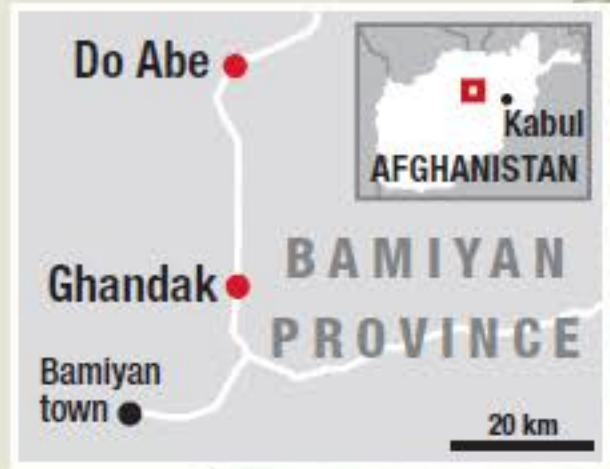 Do Abe
Kabul
AFGHANISTAN
BAMIYAN
Ghandak
PROVINCE
Bamiyan
town
20 km